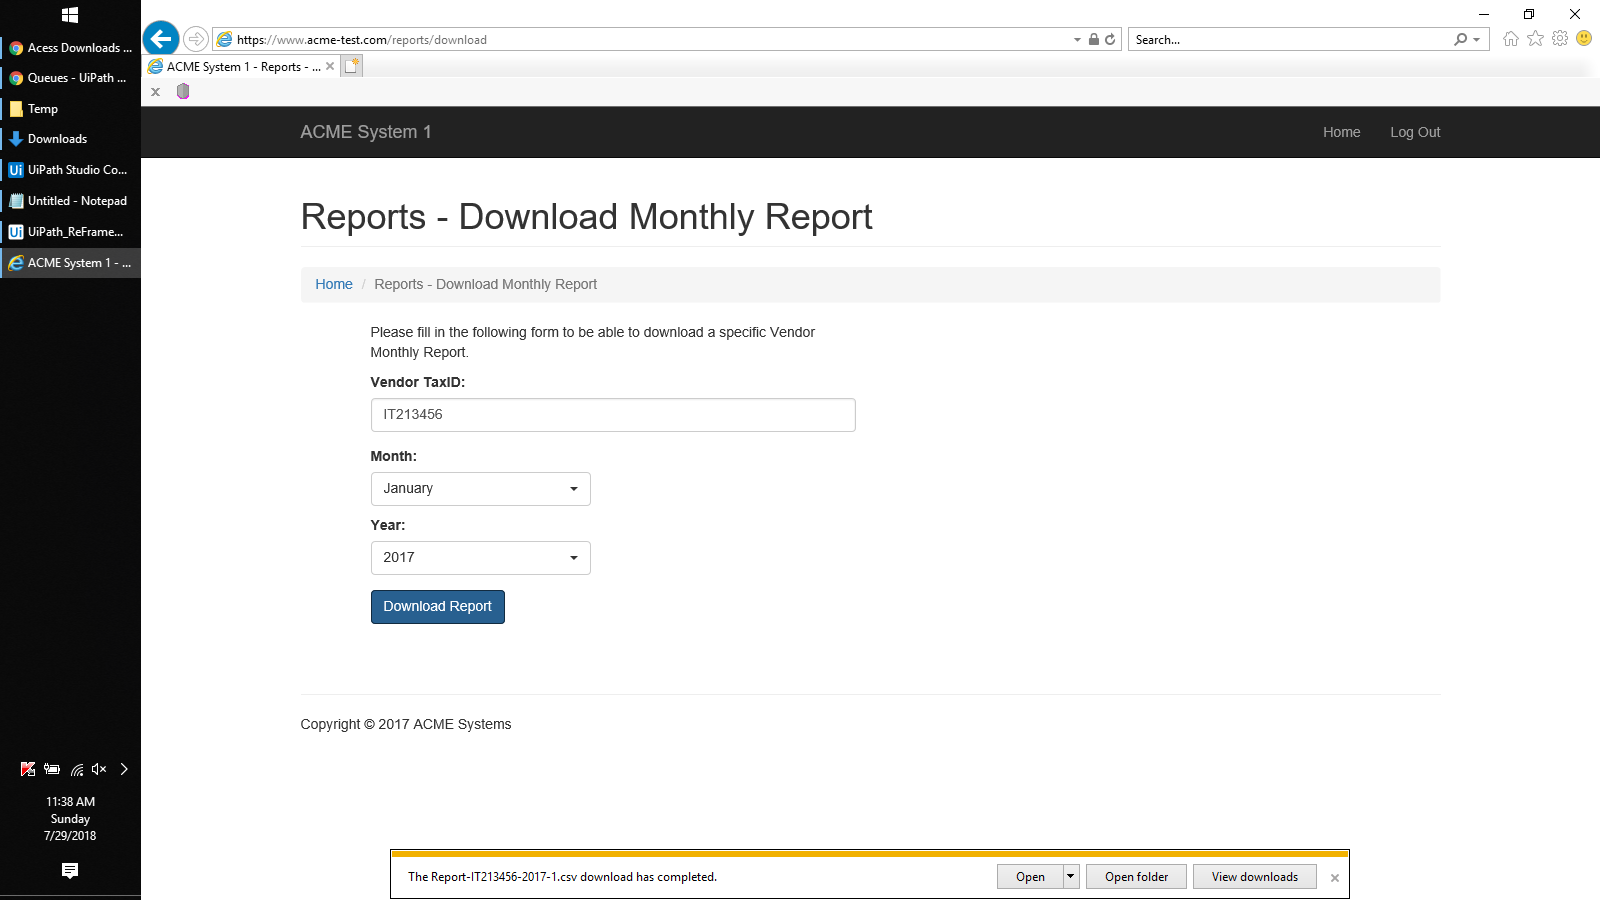 Acess Downloads ...
Queues - UiPath ...
Temp
Downloads
UiPath Studio Co...
Untitled - Notepad
UiPath_ReFrame...
ACME System 1 - ...
11:38 AM
Sunday
7/29/2018
https://www.acme-test.com/reports/download
Search...
ACME System 1 - Reports - ...
ACME System 1
Home
Log Out
Reports - Download Monthly Report
Home / Reports - Download Monthly Report
Please fill in the following form to be able to download a specific Vendor
Monthly Report.
Vendor TaxID:
IT213456
Month:
January
Year:
2017
Download Report
Copyright © 2017 ACME Systems
The Report-IT213456-2017-1.csv download has completed.
Open
Open folder
View downloads